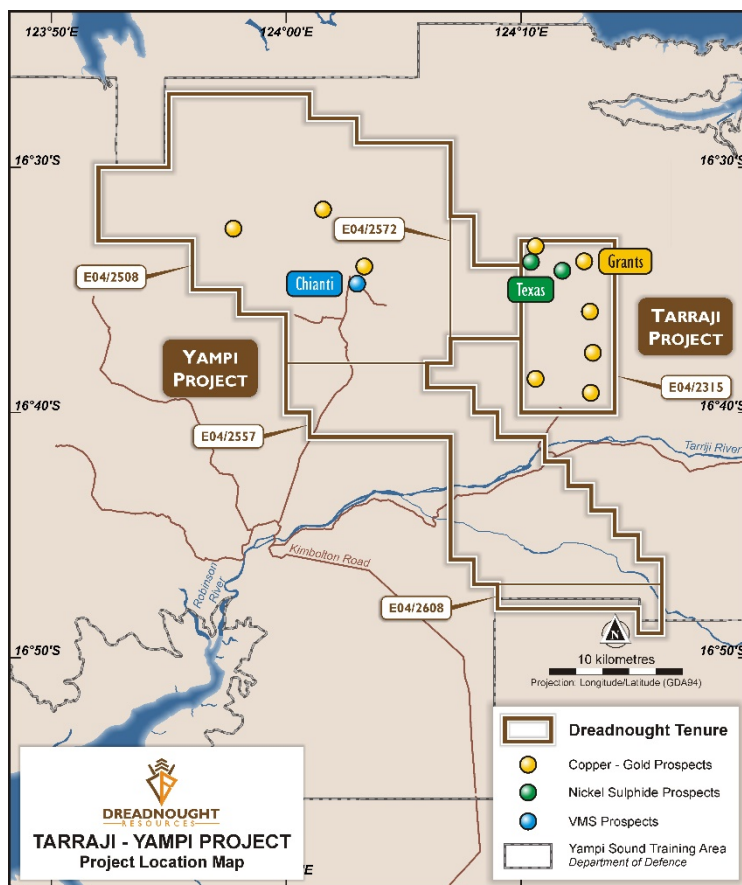 123°50'E
124°00'E
124°10'E
16°30'S
16°30'S
E04/2572
Grants
E04/2508
Chianti
Texas
TARRAJI
PROJECT
YAMPI
PROJECT
E04/2315
16°40'S
16°40'S
E04/2557
Tarriji River
Kimbolton Road
Robinson
River
E04/2608
N
16°50'S
16°50'S
10 kilometres
Projection: Longitude/Latitude (GDA94)
Dreadnought Tenure
Copper - Gold Prospects
Nickel Sulphide Prospects
VMS Prospects
Yampi Sound Training Area
Department of Defence
DREADNOUGHT
RESOURCES
TARRAJI - YAMPI PROJECT
Project Location Map